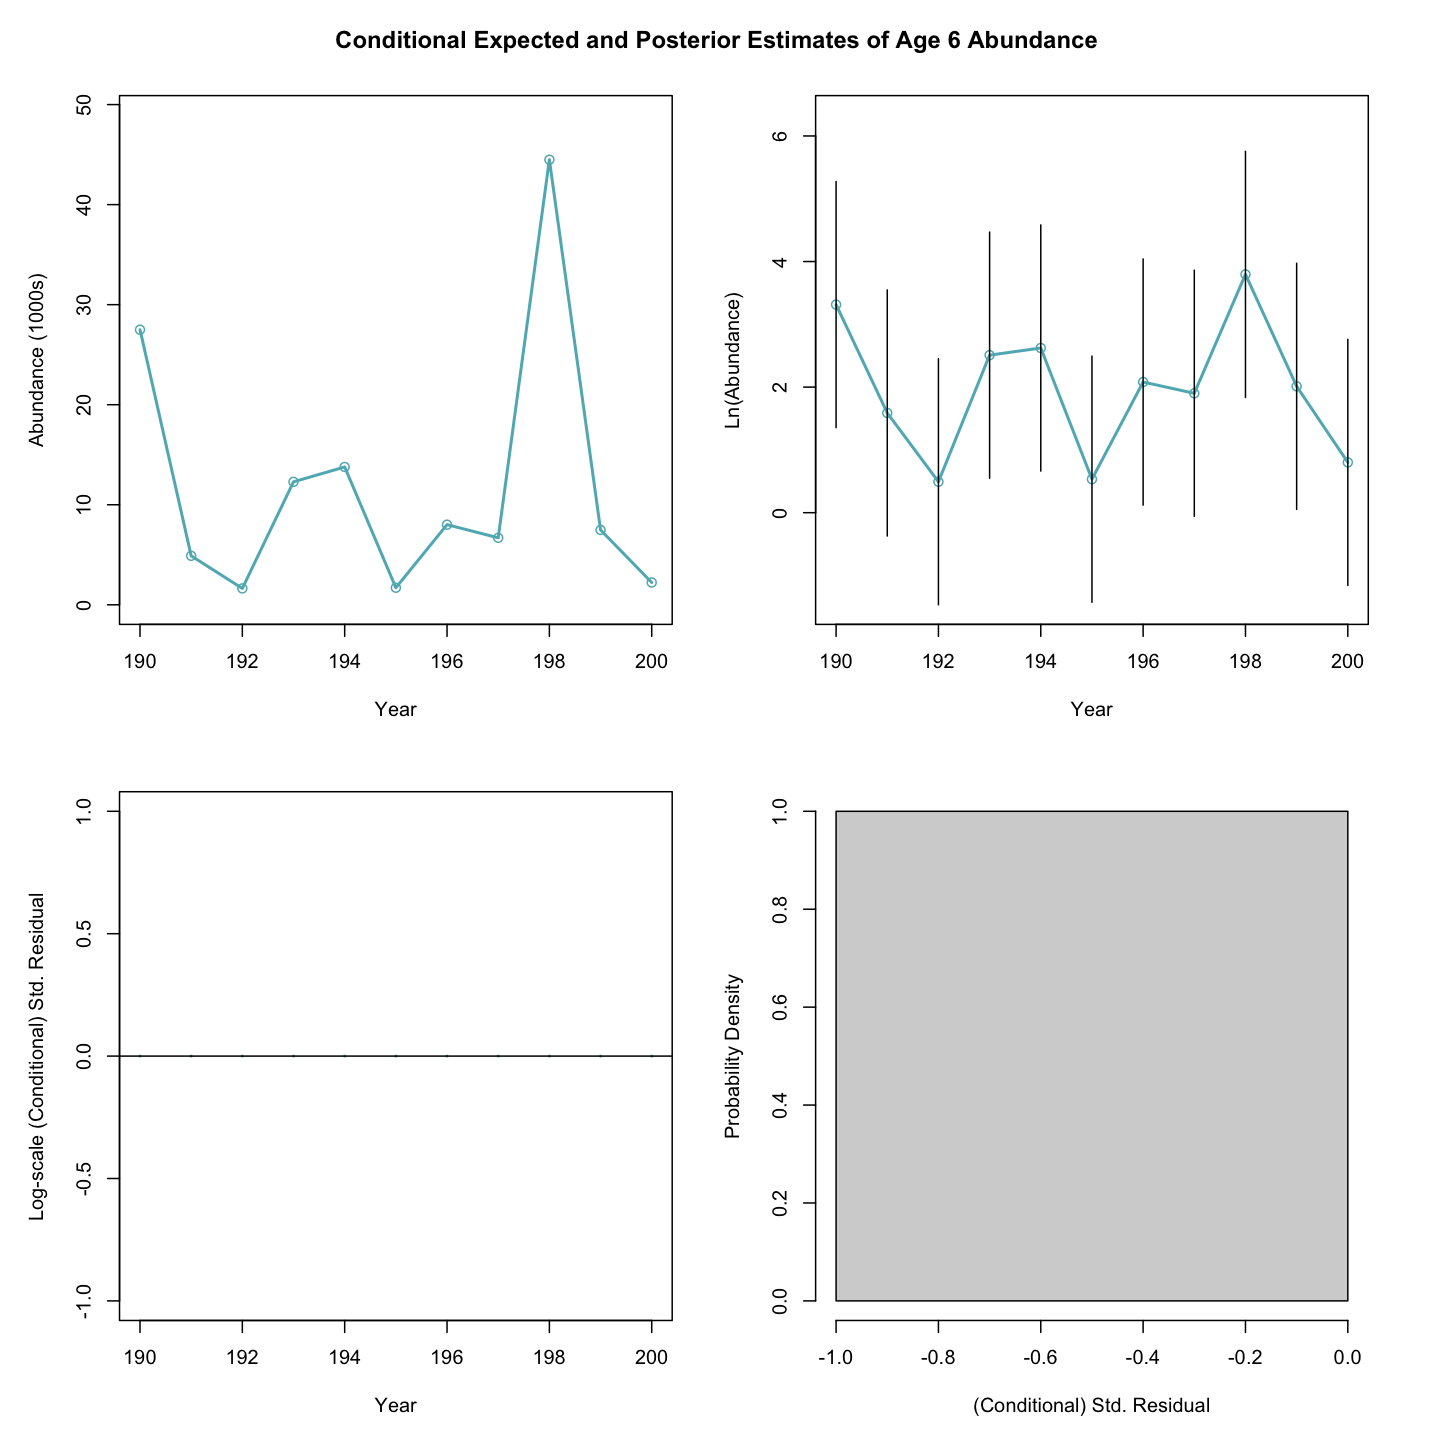 Conditional Expected and Posterior Estimates of Age 6 Abundance
Abundance (1000s)
50
40
30
20
10
0
190 192 194 196 198 200
Year
Ln(Abundance)
6
4
2
0
190 192 194 196 198 200
Year
Log-scale (Conditional) Std. Residual
1.0
0.5
0.0
-0.5
-1.0
190 192 194 196 198 200
Year
Probability Density
1.0
0.8
0.6
0.4
0.2
0.0
-1.0 -0.8 -0.6 -0.4 -0.2 0.0
(Conditional) Std. Residual